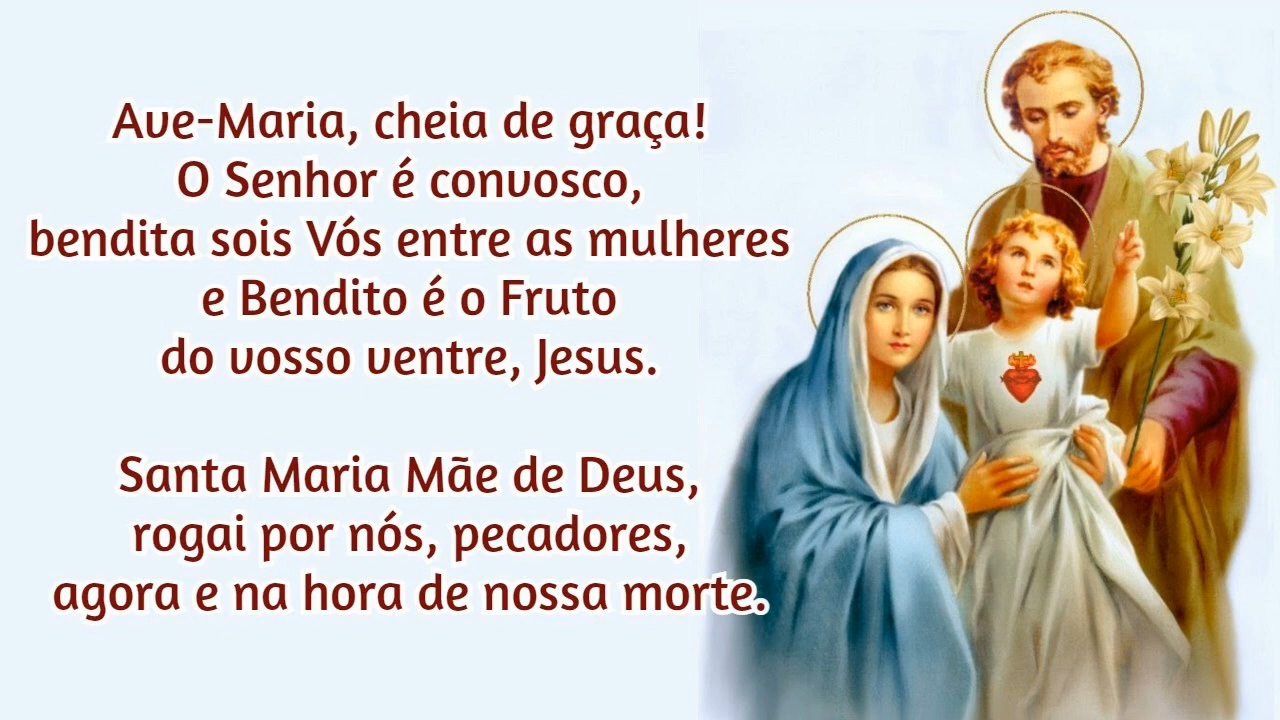 Ave-Maria, cheia de graça!
O Senhor é convosco,
bendita sois Vós entre as mulheres
e Bendito é o Fruto
do vosso ventre, Jesus.
Santa Maria Mãe de Deus,
rogai por nós, pecadores,
agora e na hora de nossa morte.